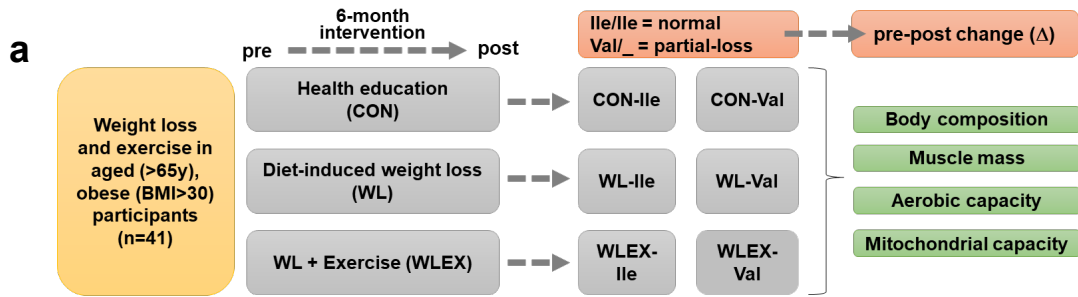 a
6-month
intervention
pre
post
Ile/Ile = normal
Val/_ = partial-loss
pre-post change (Δ)
Weight loss
and exercise in
aged (>65y),
obese (BMI>30)
participants
(n=41)
Health education
(CON)
CON-Ile
CON-Val
Diet-induced weight loss
(WL)
WL-Ile
WL-Val
WL + Exercise (WLEX)
WLEX-
Ile
WLEX-
Val
Body composition
Muscle mass
Aerobic capacity
Mitochondrial capacity